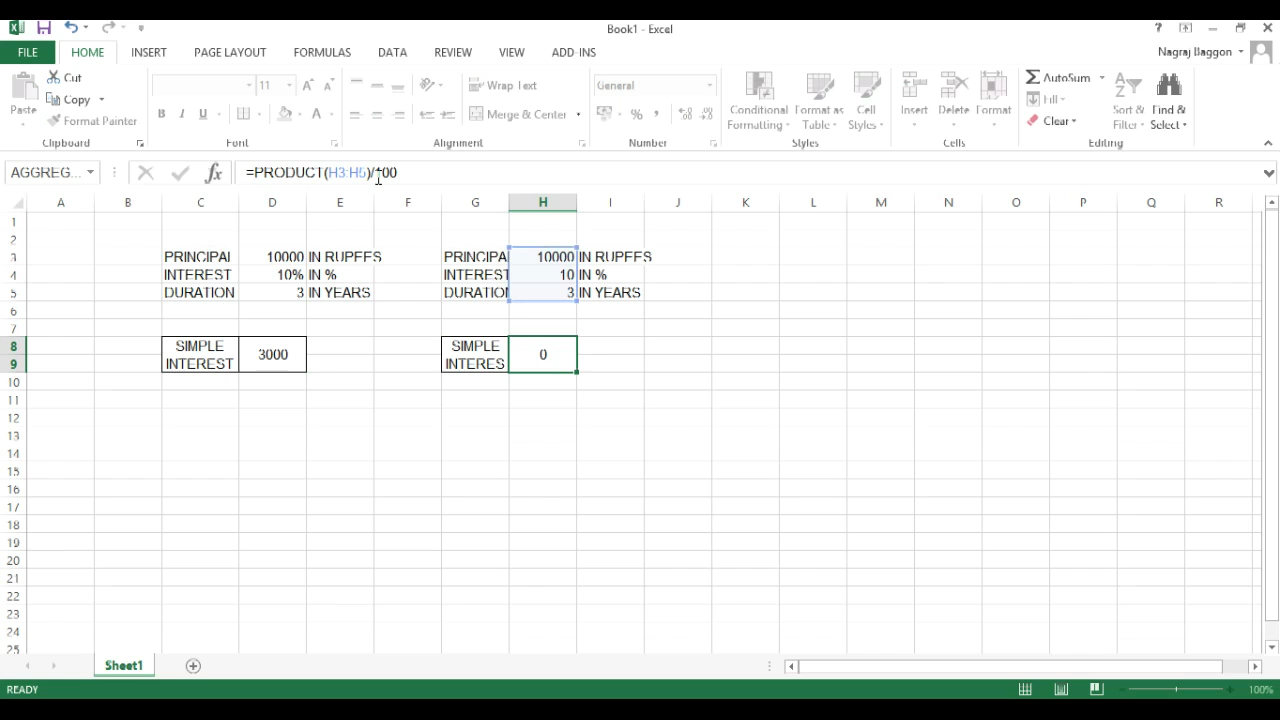 Book1 - Excel
?
FILE HOME INSERT PAGE LAYOUT FORMULAS DATA REVIEW VIEW ADD-INS
Nagraj Baggon
Paste
Cut
Copy
Format Painter
Clipboard
11
Font
Wrap Text
Merge & Center
Alignment
General
%
Number
Conditional Formatting
Format as Table
Cell Styles
Styles
Insert
Delete
Format
Cells
AutoSum
Fill
Clear
Sort & Filter
Find & Select
Editing
AGGREG... fx =PRODUCT(H3:H5)/100
A B C D E F G H I J K L M N O P Q R
1
2
3 PRINCIPAL 10000 IN RUPEES PRINCIPA 10000 IN RUPEES
4 INTEREST 10% IN % INTEREST 10 IN %
5 DURATION 3 IN YEARS DURATION 3 IN YEARS
6
7
8 SIMPLE SIMPLE
3000 0
9 INTEREST INTERES
10
11
12
13
14
15
16
17
18
19
20
21
22
23
24
25
Sheet1
READY 100%